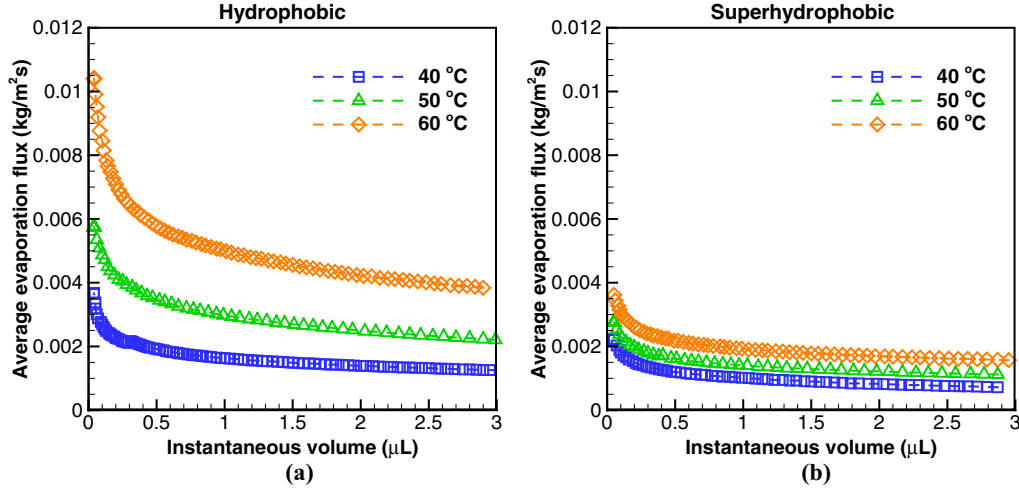 Hydrophobic
Average evaporation flux (kg/m²s)
0.012
0.01
0.008
0.006
0.004
0.002
0
40 °C
50 °C
60 °C
0 0.5 1 1.5 2 2.5 3
Instantaneous volume (μL)
(a)
Superhydrophobic
Average evaporation flux (kg/m²s)
0.012
0.01
0.008
0.006
0.004
0.002
0
40 °C
50 °C
60 °C
0 0.5 1 1.5 2 2.5 3
Instantaneous volume (μL)
(b)